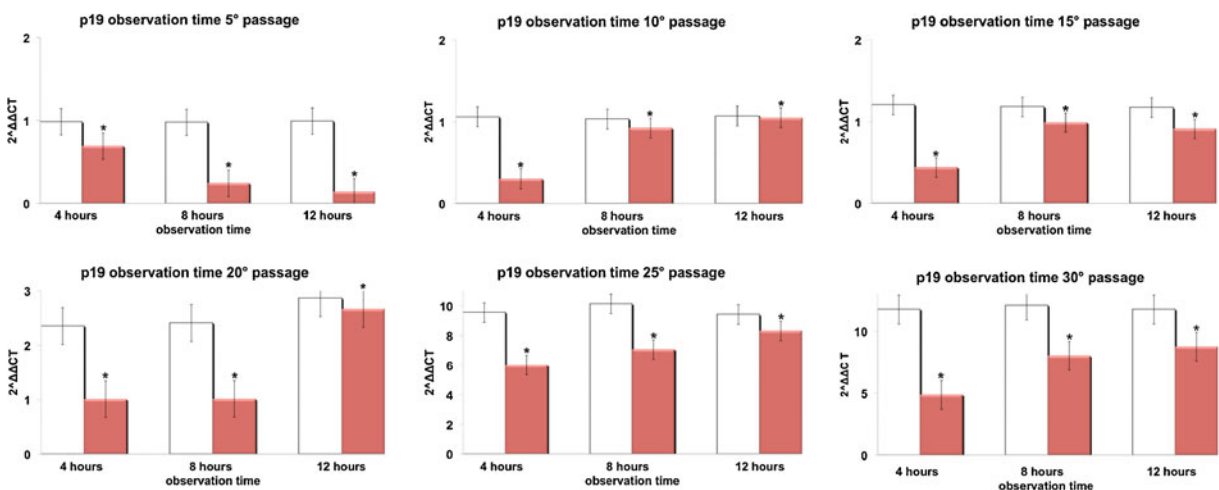 p19 observation time 5° passage
2
1
0
2^ΔΔCT
*
*
*
4 hours 8 hours 12 hours
observation time
p19 observation time 10° passage
2
1
0
2^ΔΔCT
*
*
*
4 hours 8 hours 12 hours
observation time
p19 observation time 15° passage
2
1
0
2^ΔΔCT
*
*
*
4 hours 8 hours 12 hours
observation time
p19 observation time 20° passage
3
2
1
0
2^ΔΔCT
*
*
*
4 hours 8 hours 12 hours
observation time
p19 observation time 25° passage
10
8
6
4
2
0
2^ΔΔCT
*
*
*
4 hours 8 hours 12 hours
observation time
p19 observation time 30° passage
10
5
0
2^ΔΔC T
*
*
*
4 hours 8 hours 12 hours
observation time